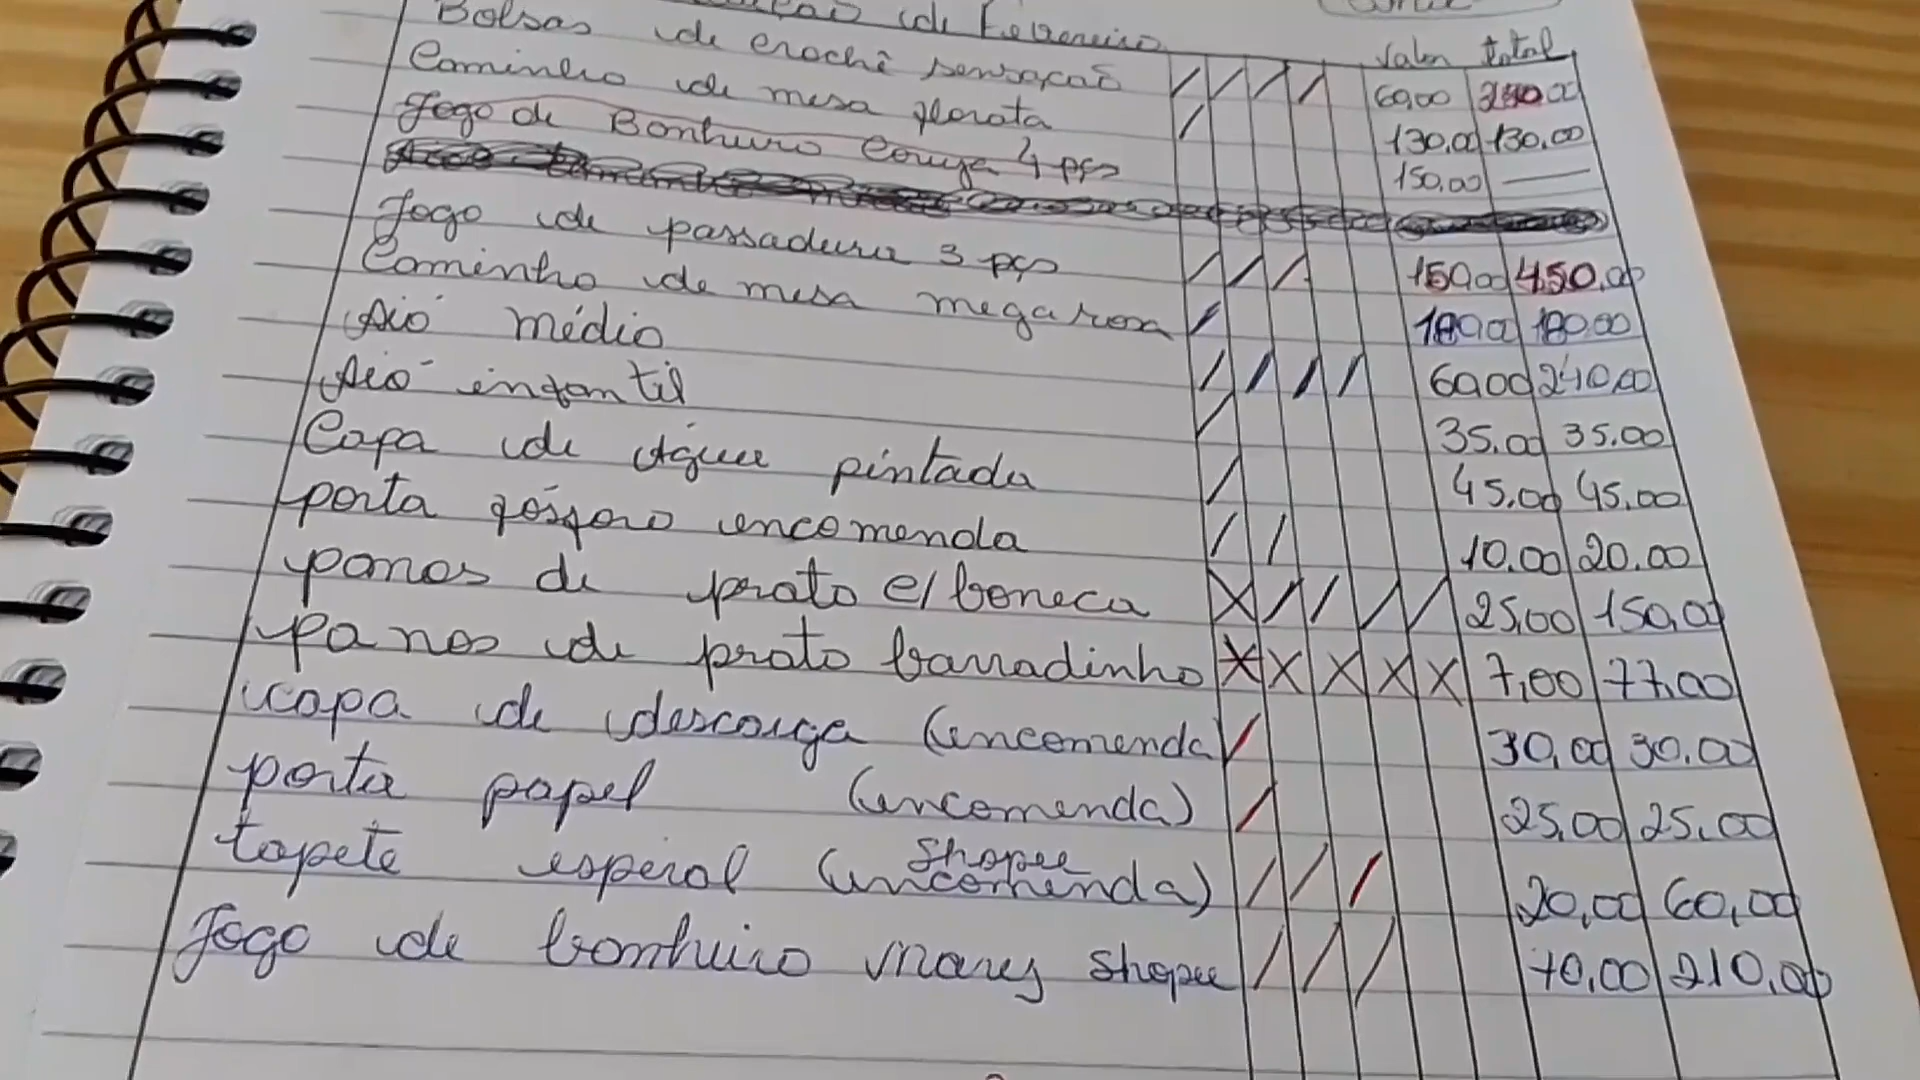 de Fevereiro
valor total
Bolsas de crochê sensação 60,00 240,00
Caminho de mesa florata 130,00 130,00
Jogo de Banheiro Coruja 4 pçs 150,00 —
Jogo de passadeira 3 pçs 150,00 450,00
Caminho de mesa mega rosa 180,00 180,00
Aió médio 60,00 240,00
Aió infantil 35.00 35.00
Capa de água pintada 45.00 45.00
porta fósforo encomenda 10.00 20.00
panos de prato c/ boneca X 25,00 150,00
panos de prato barradinho X X X X X 7,00 77,00
capa de descarga (encomenda 30,00 30,00
porta papel (encomenda) 25,00 25,00
tapete espiral (encomenda) shopee 20,00 60,00
Jogo de banheiro mary shopee 70,00 210,00